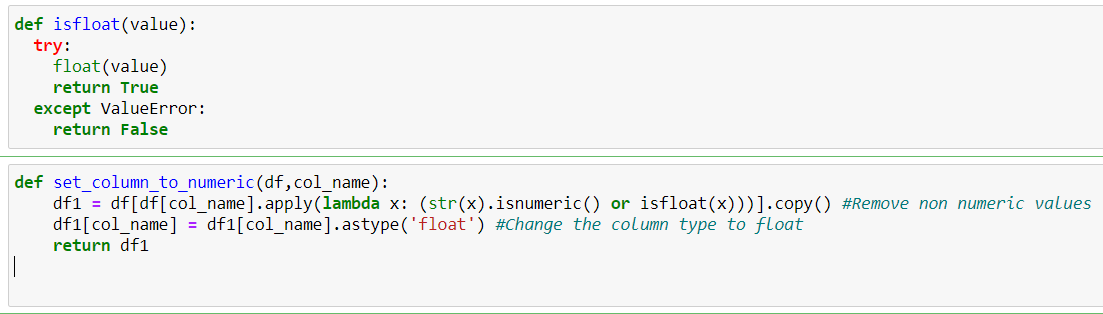 def isfloat(value):
  try:
    float(value)
    return True
  except ValueError:
    return False
def set_column_to_numeric(df,col_name):
    df1 = df[df[col_name].apply(lambda x: (str(x).isnumeric() or isfloat(x)))].copy() #Remove non numeric values
    df1[col_name] = df1[col_name].astype('float') #Change the column type to float
    return df1